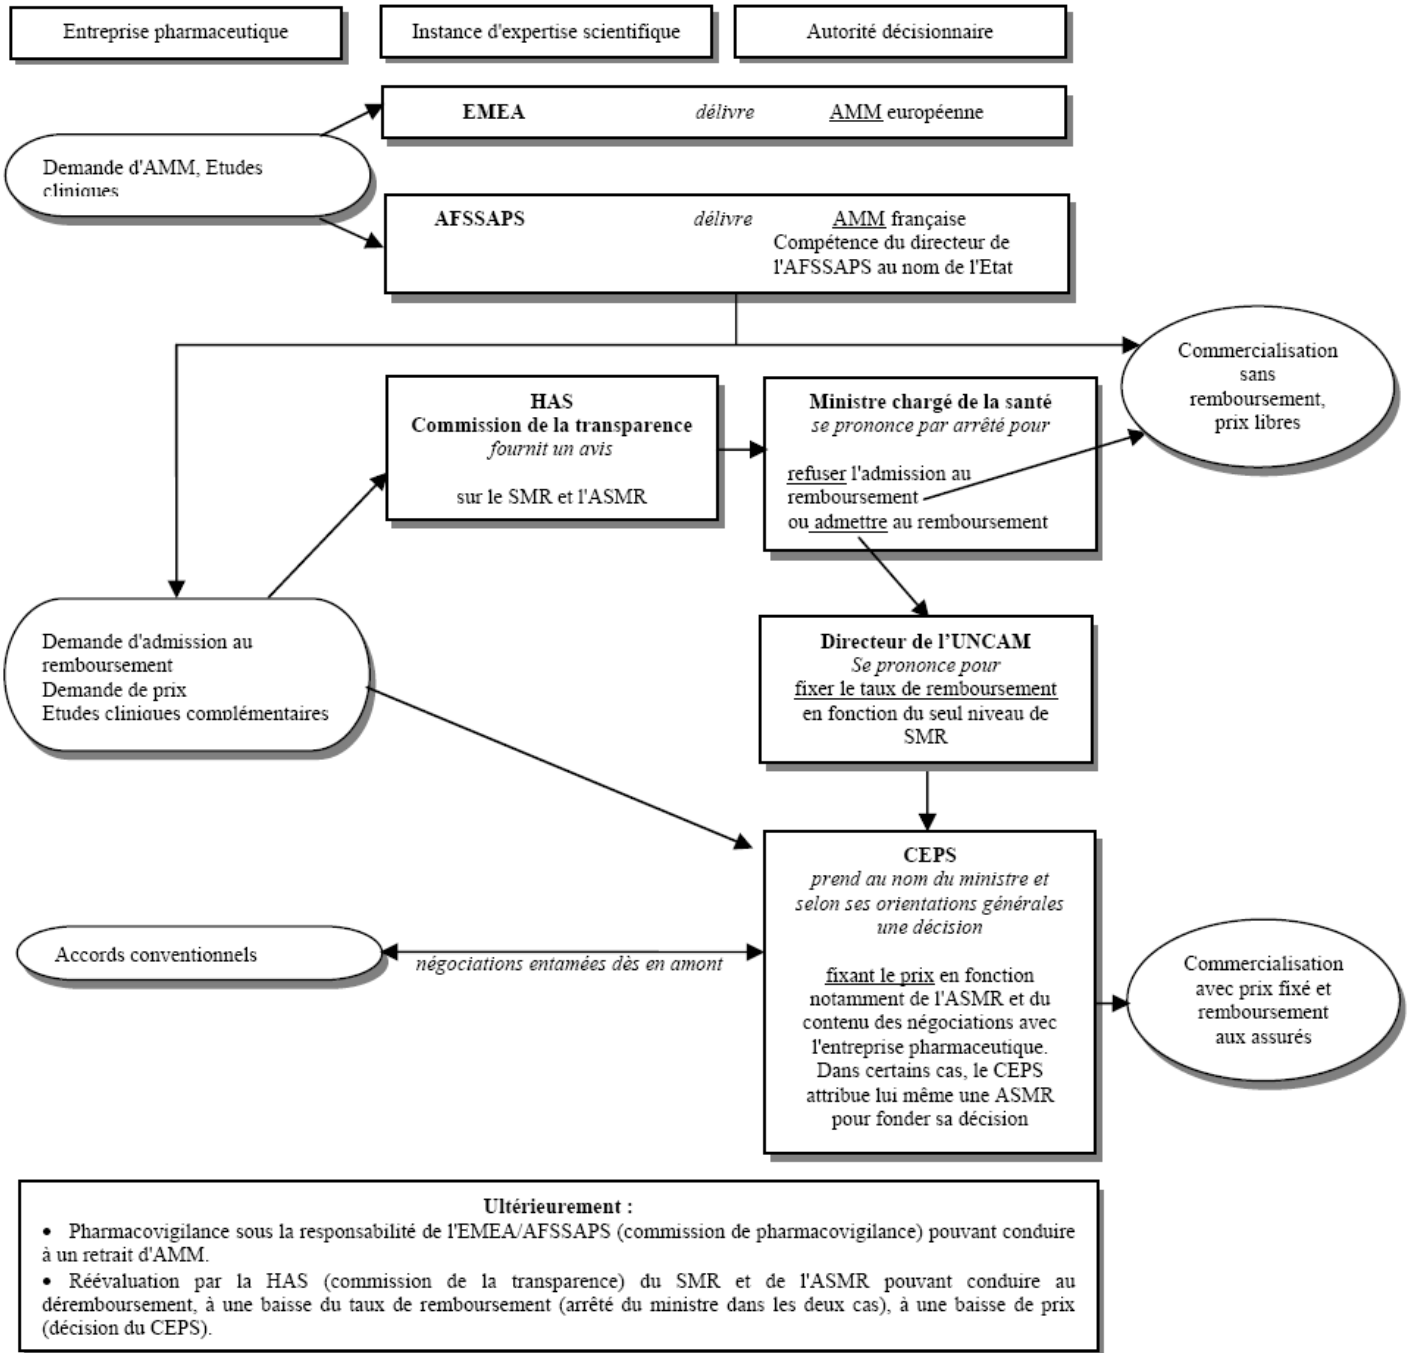 Entreprise pharmaceutique
Instance d'expertise scientifique
Autorité décisionnaire
EMEA délivre AMM européenne
Demande d'AMM, Etudes
cliniques
AFSSAPS délivre AMM française
Compétence du directeur de
l'AFSSAPS au nom de l'Etat
Commercialisation
sans
remboursement,
prix libres
HAS
Commission de la transparence
fournit un avis
sur le SMR et l'ASMR
Ministre chargé de la santé
se prononce par arrêté pour
refuser l'admission au
remboursement
ou admettre au remboursement
Demande d'admission au
remboursement
Demande de prix
Etudes cliniques complémentaires
Directeur de l’UNCAM
Se prononce pour
fixer le taux de remboursement
en fonction du seul niveau de
SMR
CEPS
prend au nom du ministre et
selon ses orientations générales
une décision
fixant le prix en fonction
notamment de l'ASMR et du
contenu des négociations avec
l'entreprise pharmaceutique.
Dans certains cas, le CEPS
attribue lui même une ASMR
pour fonder sa décision
Accords conventionnels
négociations entamées dès en amont
Commercialisation
avec prix fixé et
remboursement
aux assurés
Ultérieurement :
• Pharmacovigilance sous la responsabilité de l'EMEA/AFSSAPS (commission de pharmacovigilance) pouvant conduire
à un retrait d'AMM.
• Réévaluation par la HAS (commission de la transparence) du SMR et de l'ASMR pouvant conduire au
déremboursement, à une baisse du taux de remboursement (arrêté du ministre dans les deux cas), à une baisse de prix
(décision du CEPS).